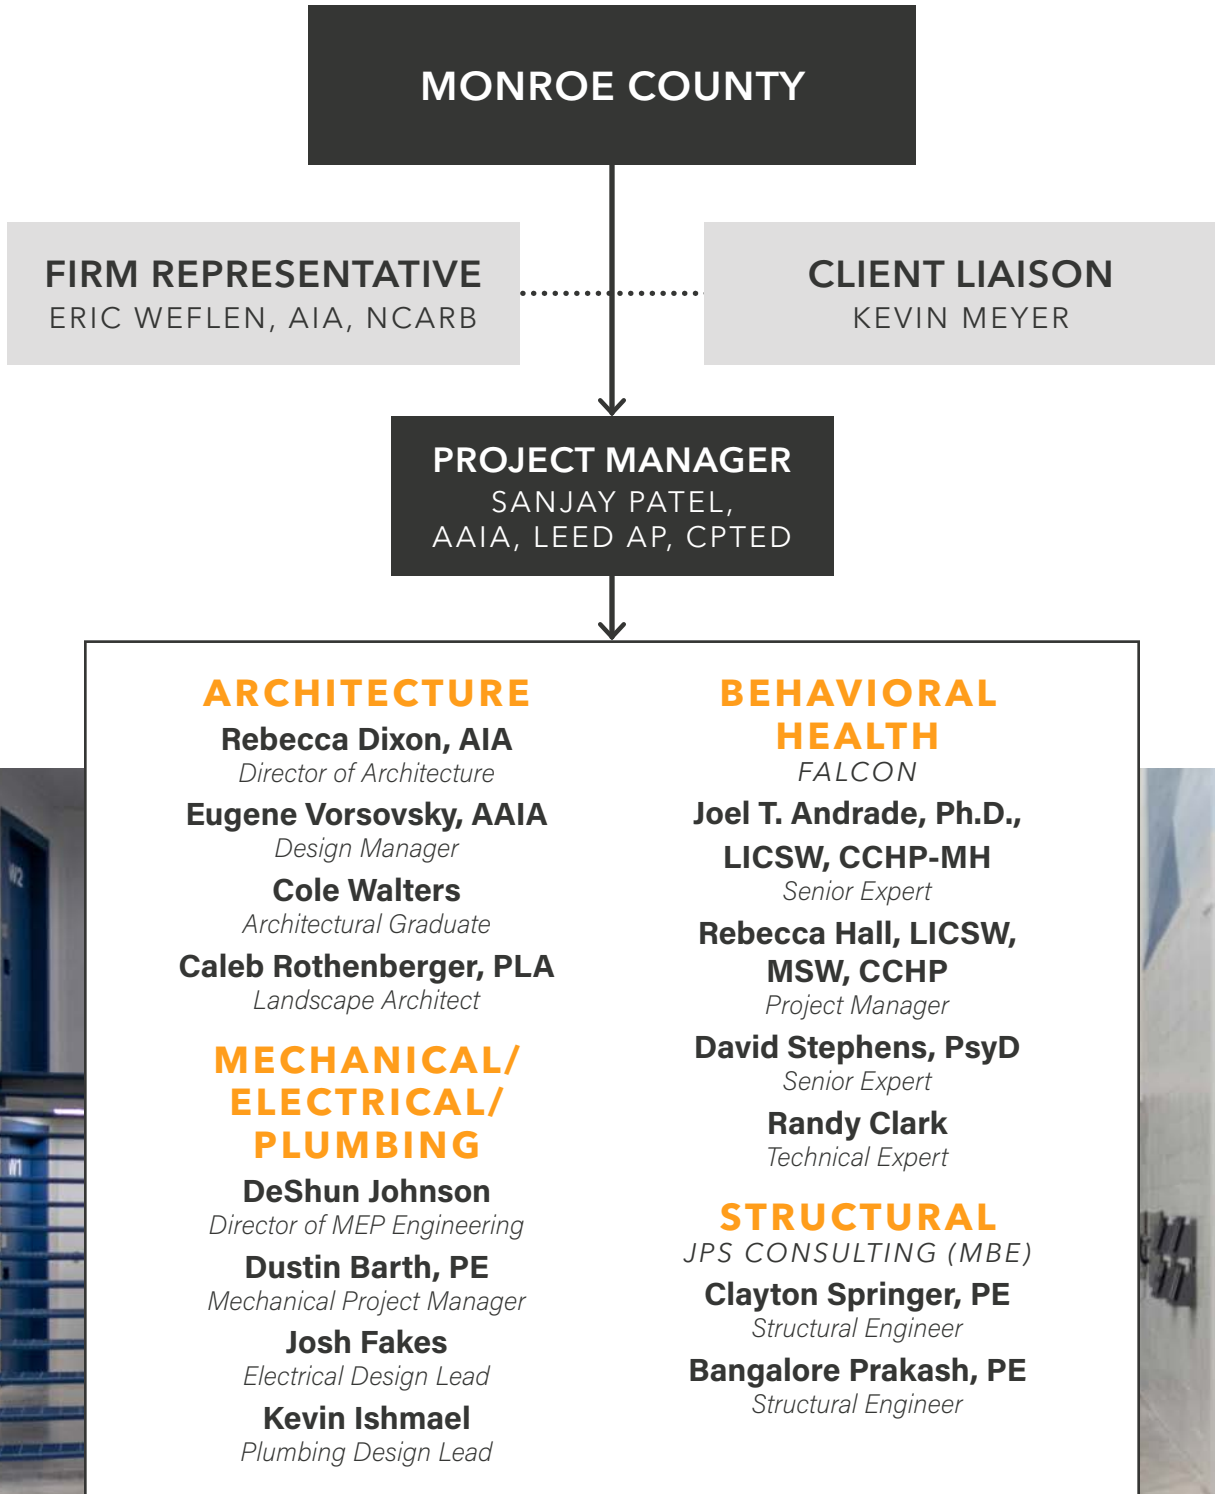 MONROE COUNTY
FIRM REPRESENTATIVE
ERIC WEFLEN, AIA, NCARB
CLIENT LIAISON
KEVIN MEYER
PROJECT MANAGER
SANJAY PATEL,
AAIA, LEED AP, CPTED
ARCHITECTURE
Rebecca Dixon, AIA
Director of Architecture
Eugene Vorsovsky, AAIA
Design Manager
Cole Walters
Architectural Graduate
Caleb Rothenberger, PLA
Landscape Architect
MECHANICAL/
ELECTRICAL/
PLUMBING
DeShun Johnson
Director of MEP Engineering
Dustin Barth, PE
Mechanical Project Manager
Josh Fakes
Electrical Design Lead
Kevin Ishmael
Plumbing Design Lead
BEHAVIORAL
HEALTH
FALCON
Joel T. Andrade, Ph.D.,
LICSW, CCHP-MH
Senior Expert
Rebecca Hall, LICSW,
MSW, CCHP
Project Manager
David Stephens, PsyD
Senior Expert
Randy Clark
Technical Expert
STRUCTURAL
JPS CONSULTING (MBE)
Clayton Springer, PE
Structural Engineer
Bangalore Prakash, PE
Structural Engineer
W2